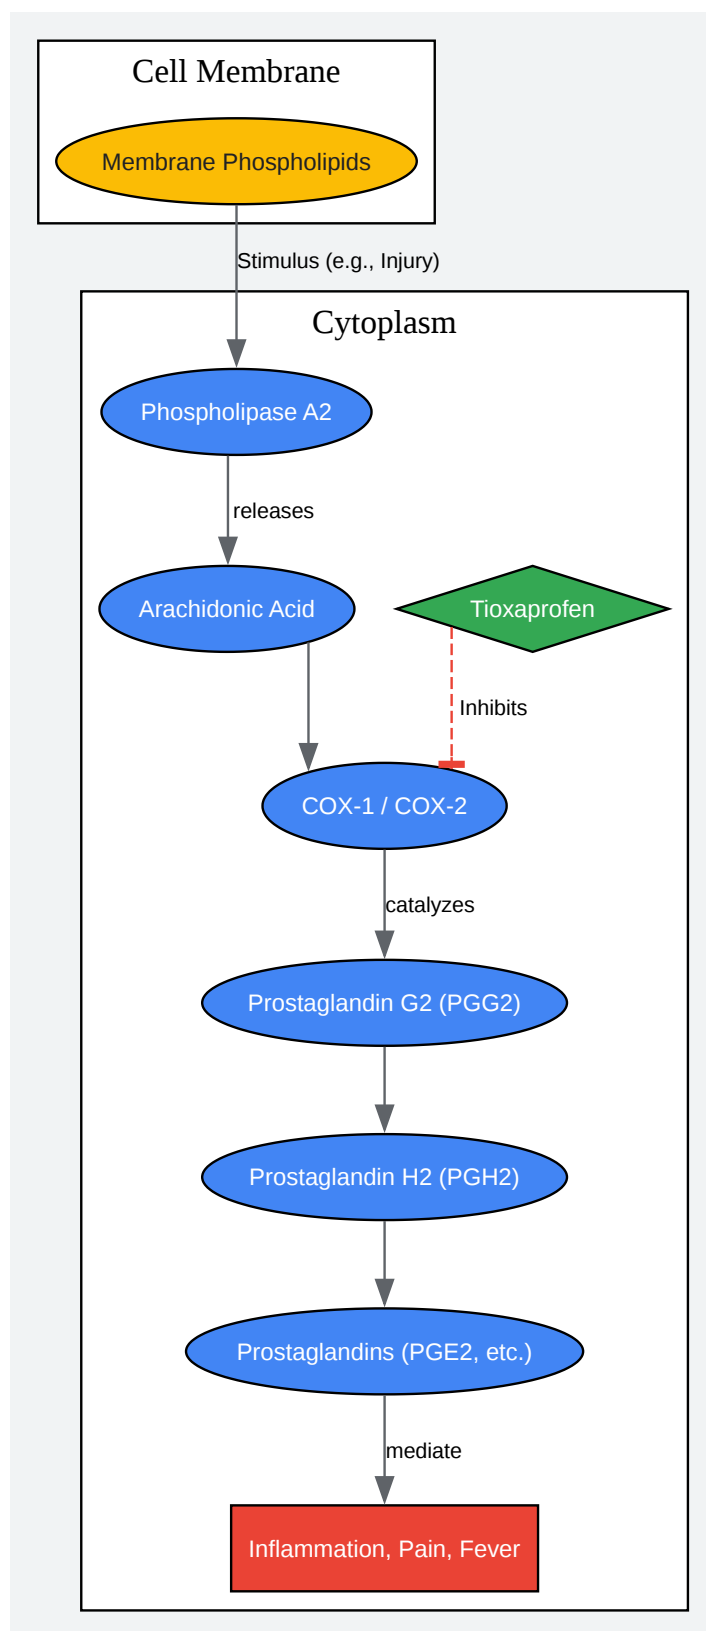 Cell Membrane
Membrane Phospholipids
Stimulus (e.g., Injury)
Cytoplasm
Phospholipase A2
releases
Arachidonic Acid
Tioxaprofen
Inhibits
COX-1 / COX-2
catalyzes
Prostaglandin G2 (PGG2)
Prostaglandin H2 (PGH2)
Prostaglandins (PGE2, etc.)
mediate
Inflammation, Pain, Fever